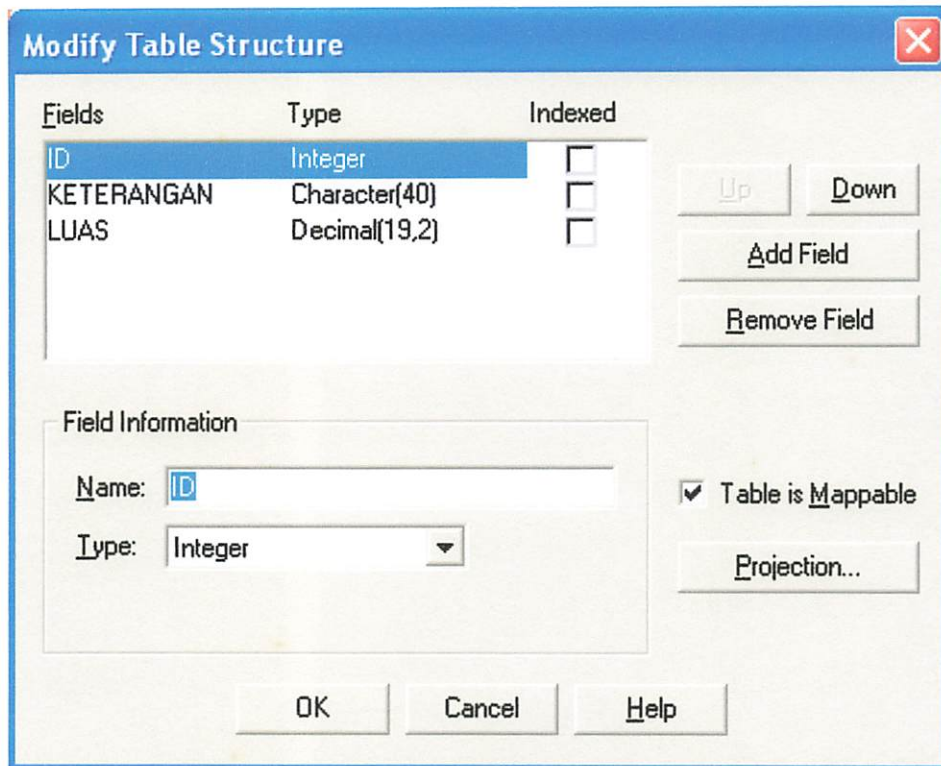 Modify Table Structure
Fields Type Indexed
ID Integer
KETERANGAN Character(40)
LUAS Decimal(19,2)
Up Down
Add Field
Remove Field
Field Information
Name: ID
Type: Integer
Table is Mappable
Projection...
OK Cancel Help